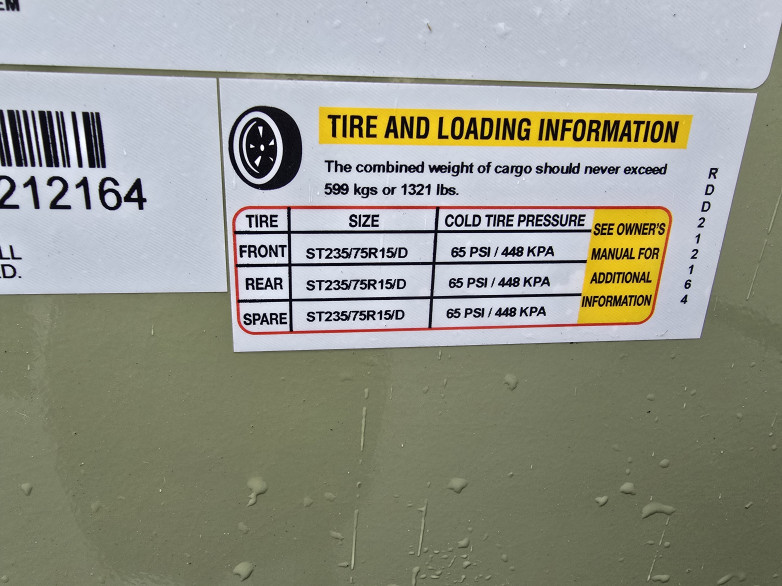 EM
212164
LL
D.
TIRE AND LOADING INFORMATION
The combined weight of cargo should never exceed
599 kgs or 1321 lbs.
TIRE SIZE COLD TIRE PRESSURE
FRONT ST235/75R15/D 65 PSI / 448 KPA
REAR ST235/75R15/D 65 PSI / 448 KPA
SPARE ST235/75R15/D 65 PSI / 448 KPA
SEE OWNER'S
MANUAL FOR
ADDITIONAL
INFORMATION
RDD212164